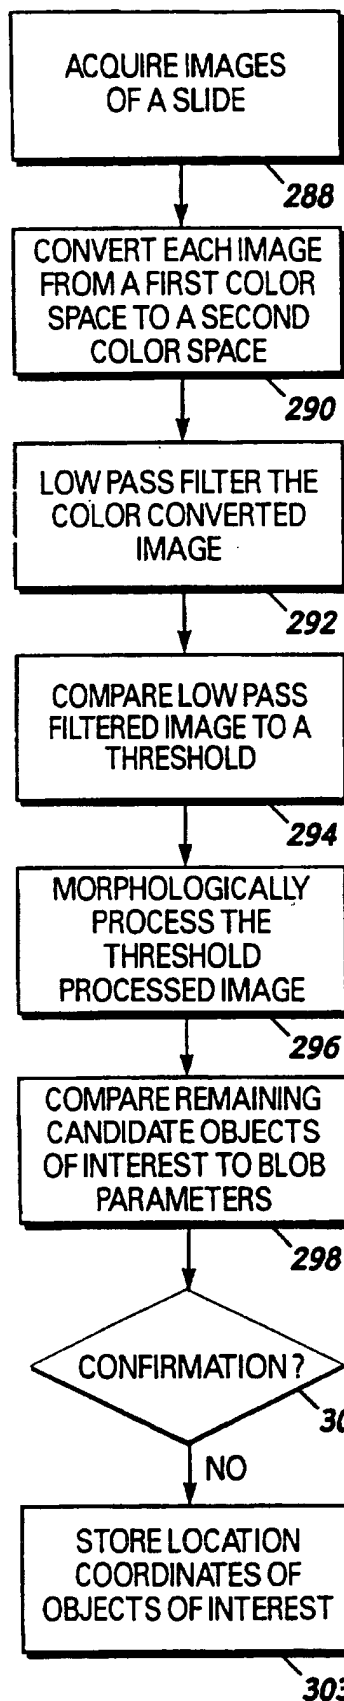 ACQUIRE IMAGES
OF A SLIDE
288
CONVERT EACH IMAGE
FROM A FIRST COLOR
SPACE TO A SECOND
COLOR SPACE
290
LOW PASS FILTER THE
COLOR CONVERTED
IMAGE
292
COMPARE LOW PASS
FILTERED IMAGE TO A
THRESHOLD
294
MORPHOLOGICALLY
PROCESS THE
THRESHOLD
PROCESSED IMAGE
296
COMPARE REMAINING
CANDIDATE OBJECTS
OF INTEREST TO BLOB
PARAMETERS
298
CONFIRMATION?
NO
STORE LOCATION
COORDINATES OF
OBJECTS OF INTEREST
303